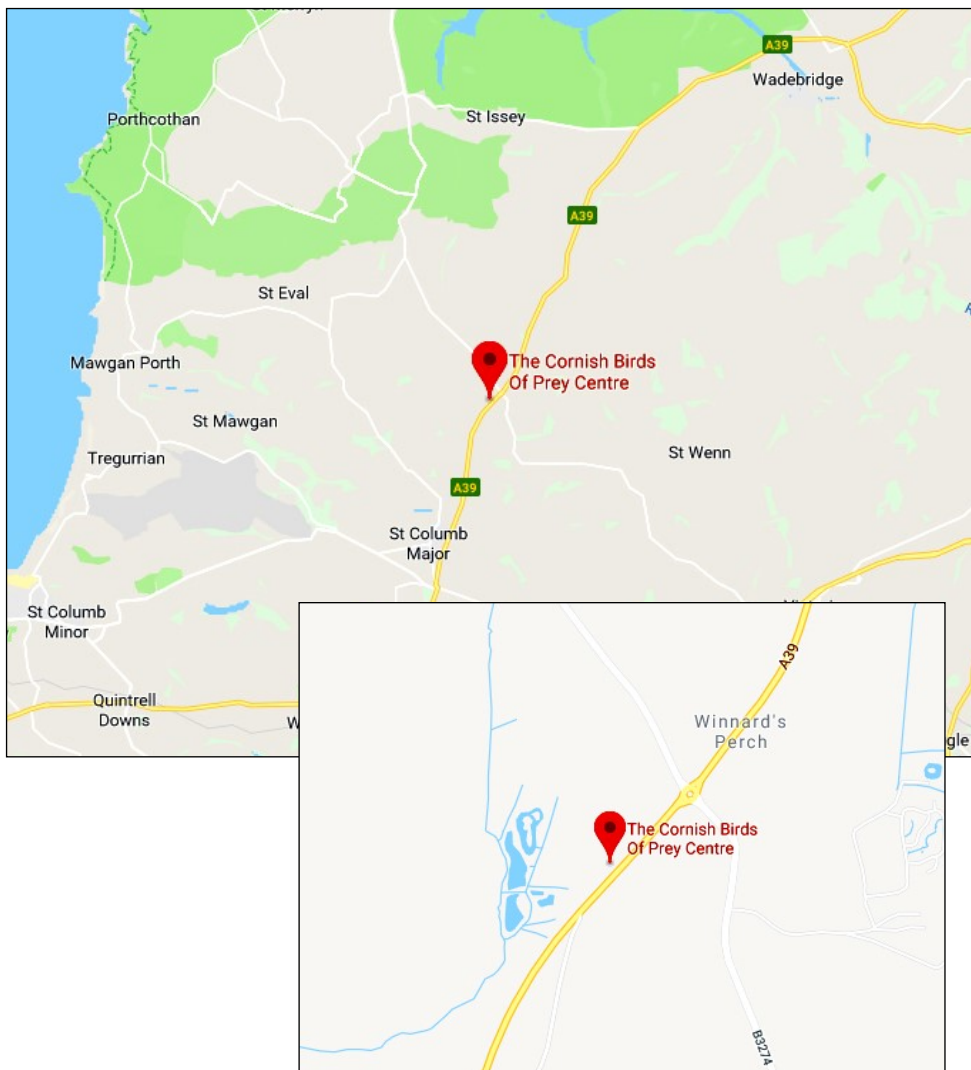 A39
Wadebridge
Porthcothan
St Issey
A39
St Eval
The Cornish Birds
Of Prey Centre
Mawgan Porth
St Mawgan
Tregurrian
St Wenn
A39
St Columb
Major
St Columb
Minor
Quintrell
Downs
W
gle
A39
Winnard's
Perch
The Cornish Birds
Of Prey Centre
B3274